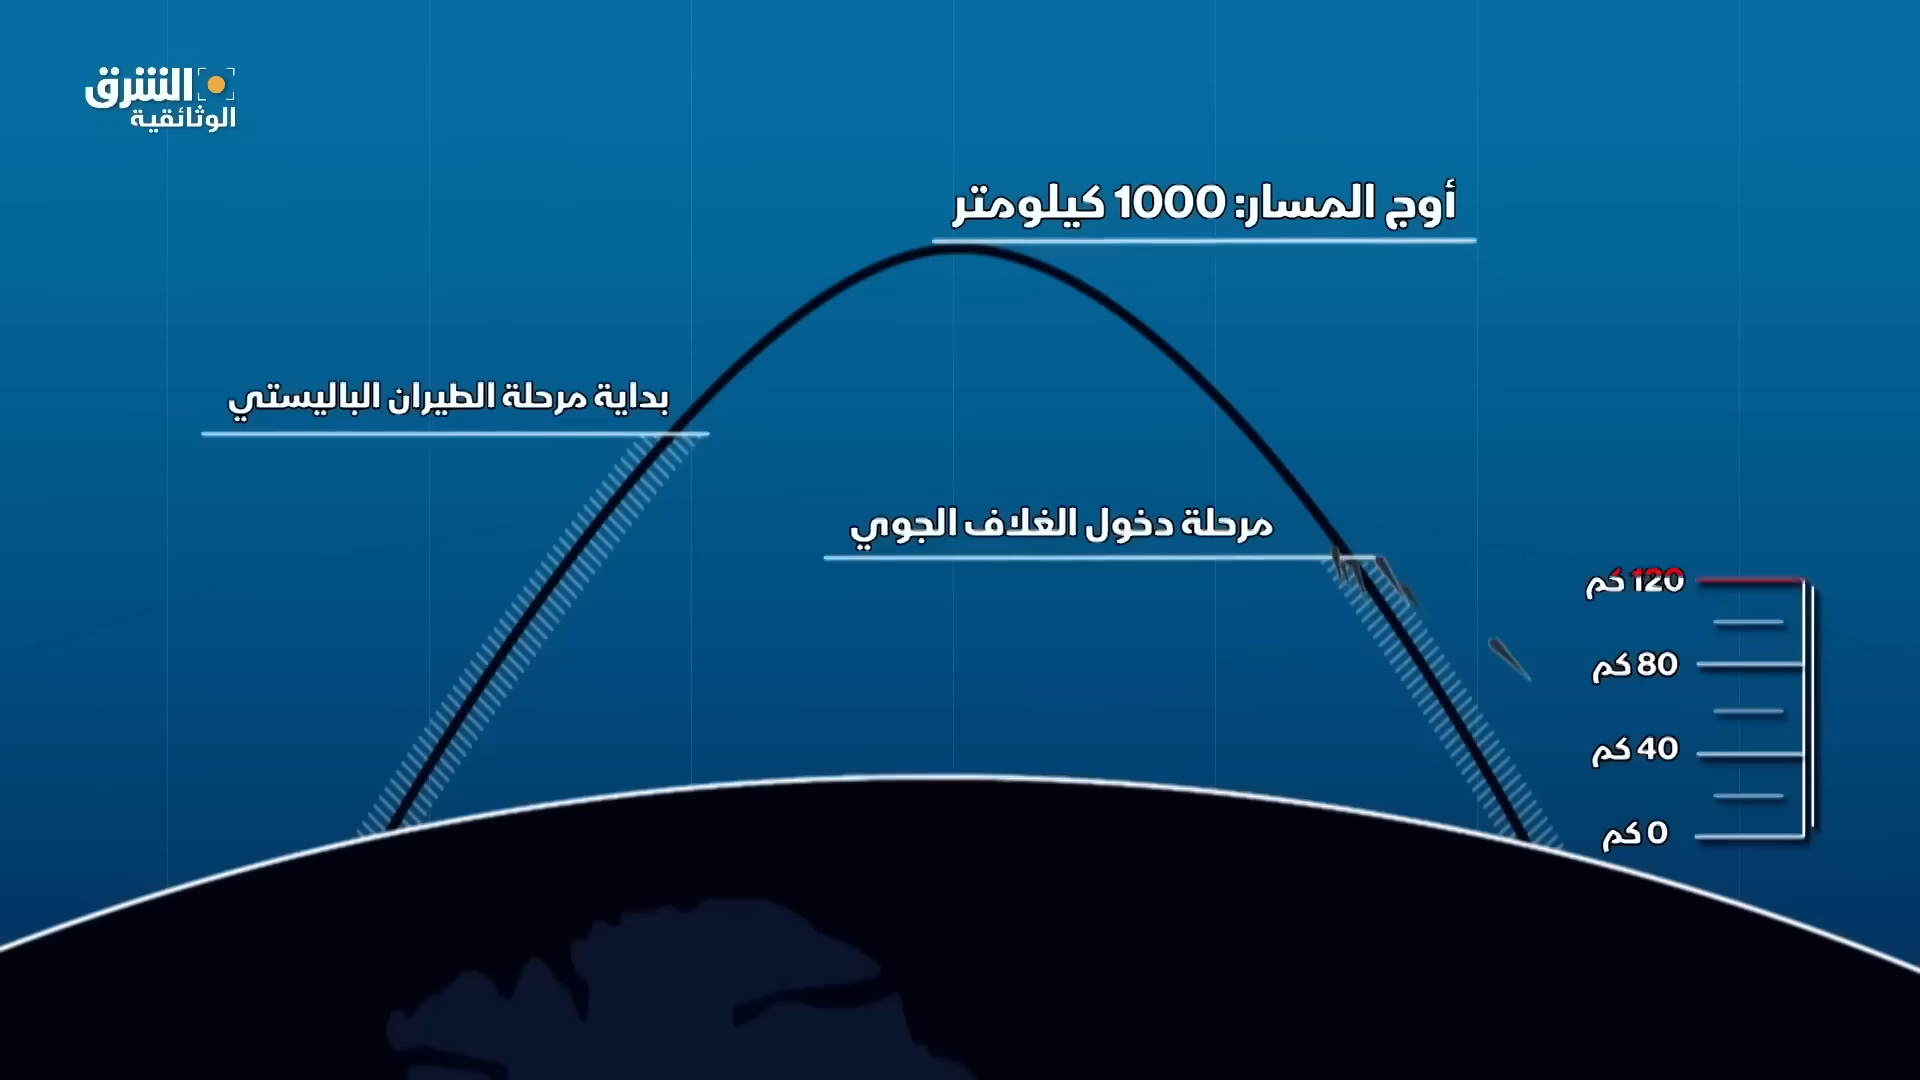 الشرق
الوثائقية
أوج المسار: 1000 كيلومتر
بداية مرحلة الطيران الباليستي
مرحلة دخول الغلاف الجوي
120 كم
80 كم
40 كم
0 كم